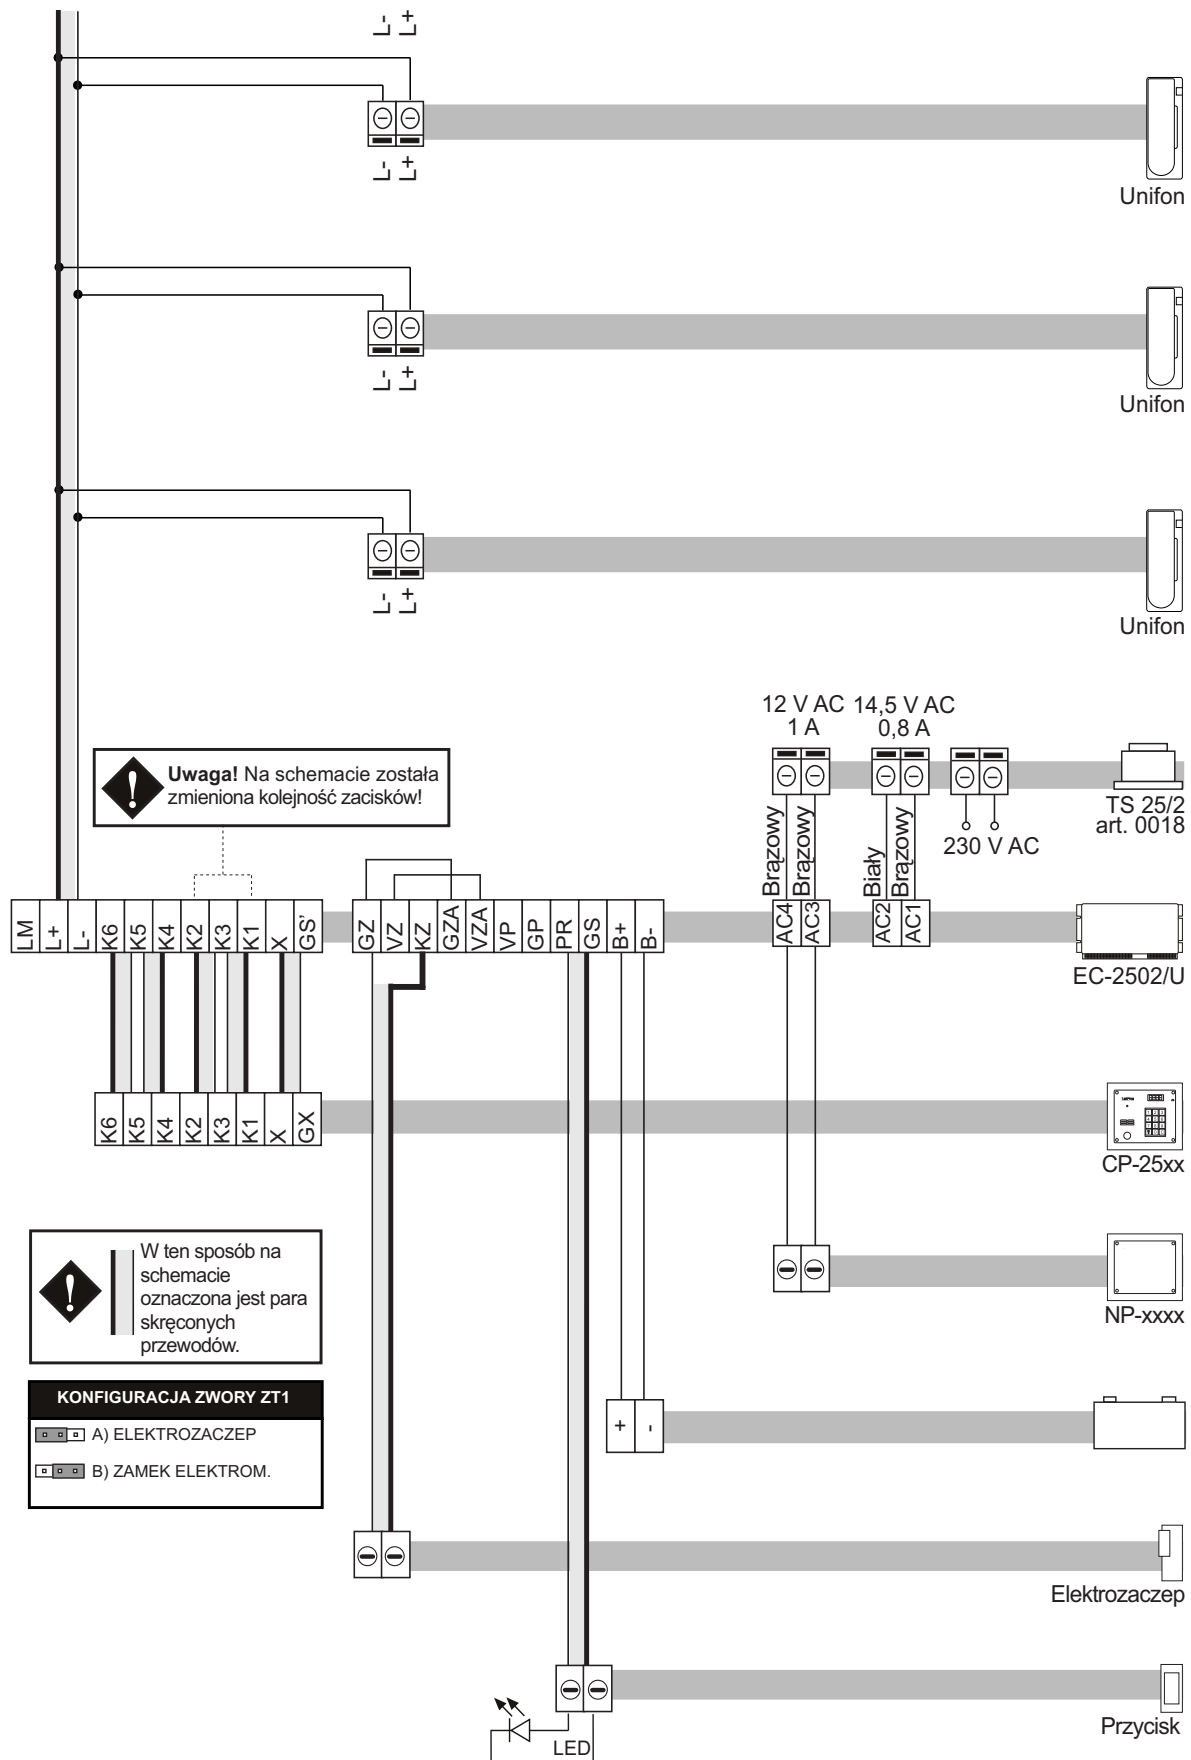 L- L+
L- L+
Unifon
L- L+
Unifon
L- L+
Unifon
12 V AC
1 A
14,5 V AC
0,8 A
Uwaga! Na schemacie została
zmieniona kolejność zacisków!
TS 25/2
art. 0018
230 V AC
Brązowy
Brązowy
Biały
Brązowy
LM L+ L- K6 K5 K4 K2 K3 K1 X GS' GZ VZ KZ GZA VZA VP GP PR GS B+ B- AC4 AC3 AC2 AC1
EC-2502/U
K6 K5 K4 K2 K3 K1 X GX
CP-25xx
W ten sposób na
schemacie
oznaczona jest para
skręconych
przewodów.
NP-xxxx
KONFIGURACJA ZWORY ZT1
A) ELEKTROZACZEP
B) ZAMEK ELEKTROM.
+ -
Elektrozaczep
Przycisk
LED